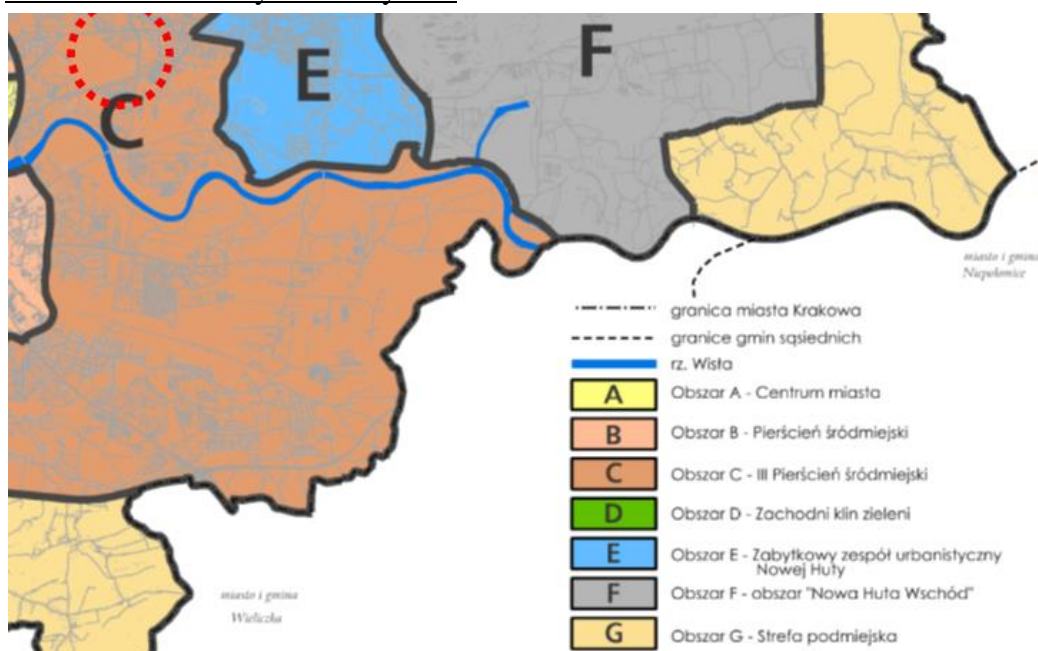 E
F
C
miasto i gmina
Niepołomice
granica miasta Krakowa
granice gmin sąsiednich
rz. Wisła
A Obszar A - Centrum miasta
B Obszar B - Pierścień śródmiejski
C Obszar C - III Pierścień śródmiejski
D Obszar D - Zachodni klin zieleni
E Obszar E - Zabytkowy zespół urbanistyczny
Nowej Huty
F Obszar F - obszar "Nowa Huta Wschód"
G Obszar G - Strefa podmiejska
miasto i gmina
Wieliczka